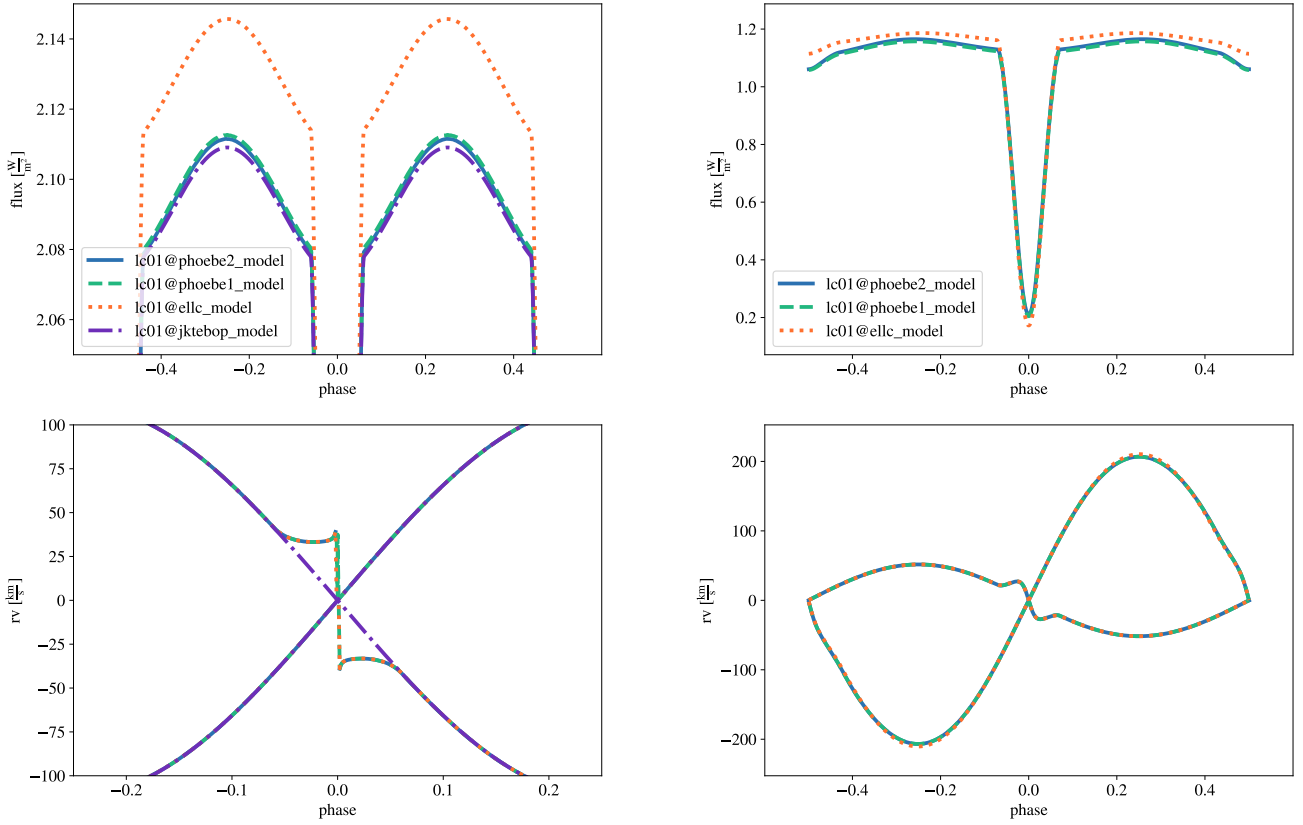 2.14
2.12
2.10
2.08
2.06
flux [W/m²]
lc01@phoebe2_model
lc01@phoebe1_model
lc01@ellc_model
lc01@jktebop_model
−0.4 −0.2 0.0 0.2 0.4
phase
1.2
1.0
0.8
0.6
0.4
0.2
flux [W/m²]
lc01@phoebe2_model
lc01@phoebe1_model
lc01@ellc_model
−0.4 −0.2 0.0 0.2 0.4
phase
100
75
50
25
0
−25
−50
−75
−100
rv [km/s]
−0.2 −0.1 0.0 0.1 0.2
phase
200
100
0
−100
−200
rv [km/s]
−0.4 −0.2 0.0 0.2 0.4
phase